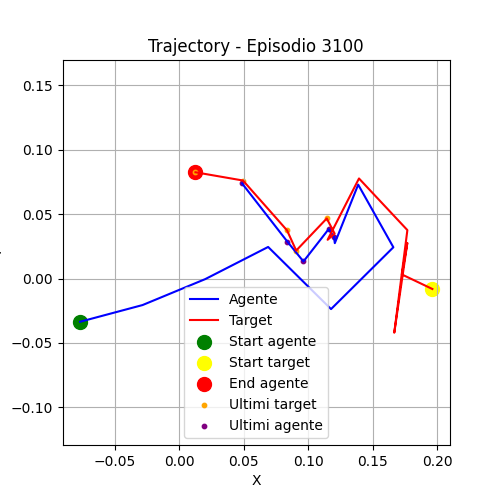 Trajectory - Episodio 3100
0.15
0.10
0.05
0.00
−0.05
−0.10
−0.05
0.00
0.05
0.10
0.15
0.20
X
Agente
Target
Start agente
Start target
End agente
Ultimi target
Ultimi agente